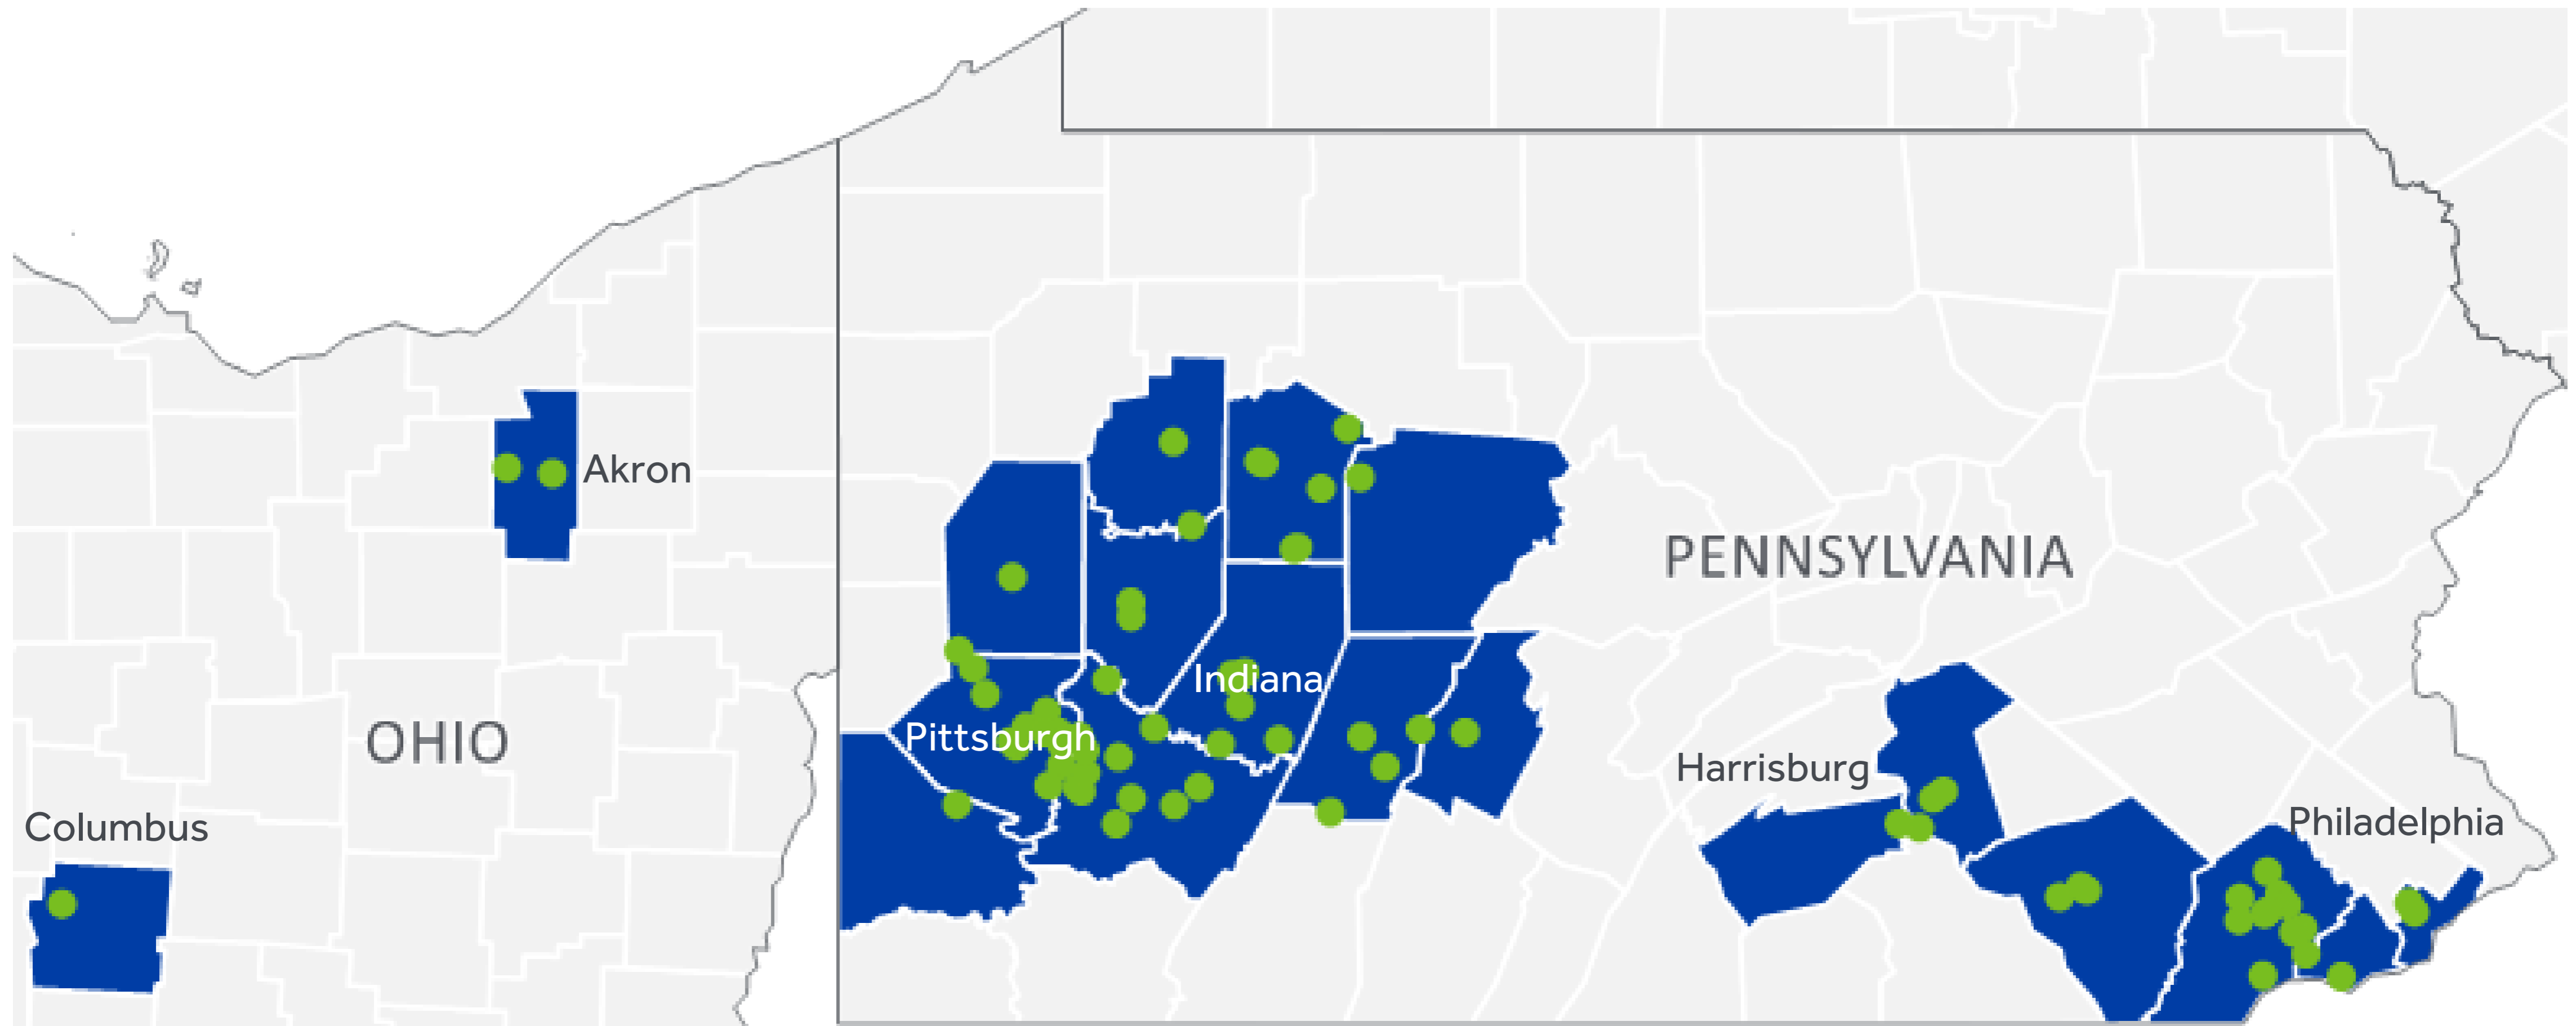 Akron
PENNSYLVANIA
Indiana
OHIO
Pittsburgh
Harrisburg
Columbus
Philadelphia